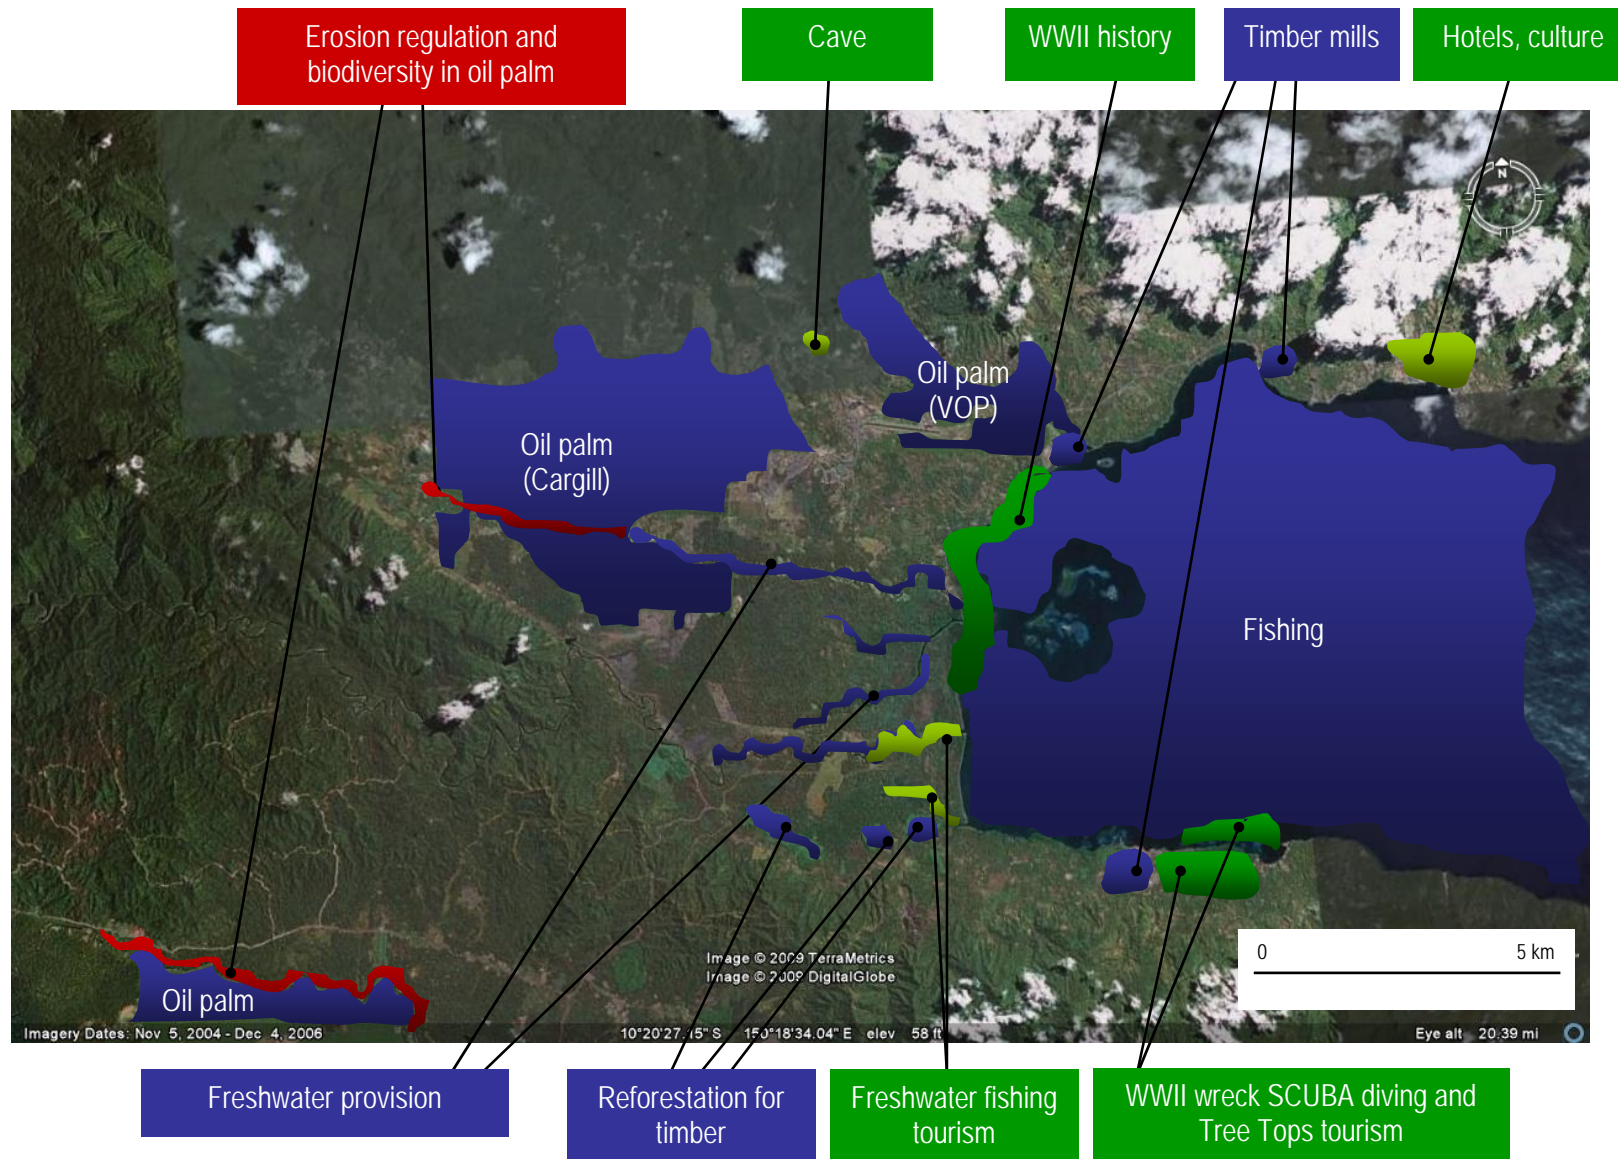 Erosion regulation and
biodiversity in oil palm
Cave
WWII history
Timber mills
Hotels, culture
N
Oil palm
(VOP)
Oil palm
(Cargill)
Fishing
0 5 km
Image © 2009 TerraMetrics
Image © 2009 DigitalGlobe
Oil palm
Imagery Dates: Nov 5, 2004 - Dec 4, 2006
10°20'27.15" S 150°18'34.04" E elev 58 ft
Eye alt 20.39 mi
Freshwater provision
Reforestation for
timber
Freshwater fishing
tourism
WWII wreck SCUBA diving and
Tree Tops tourism